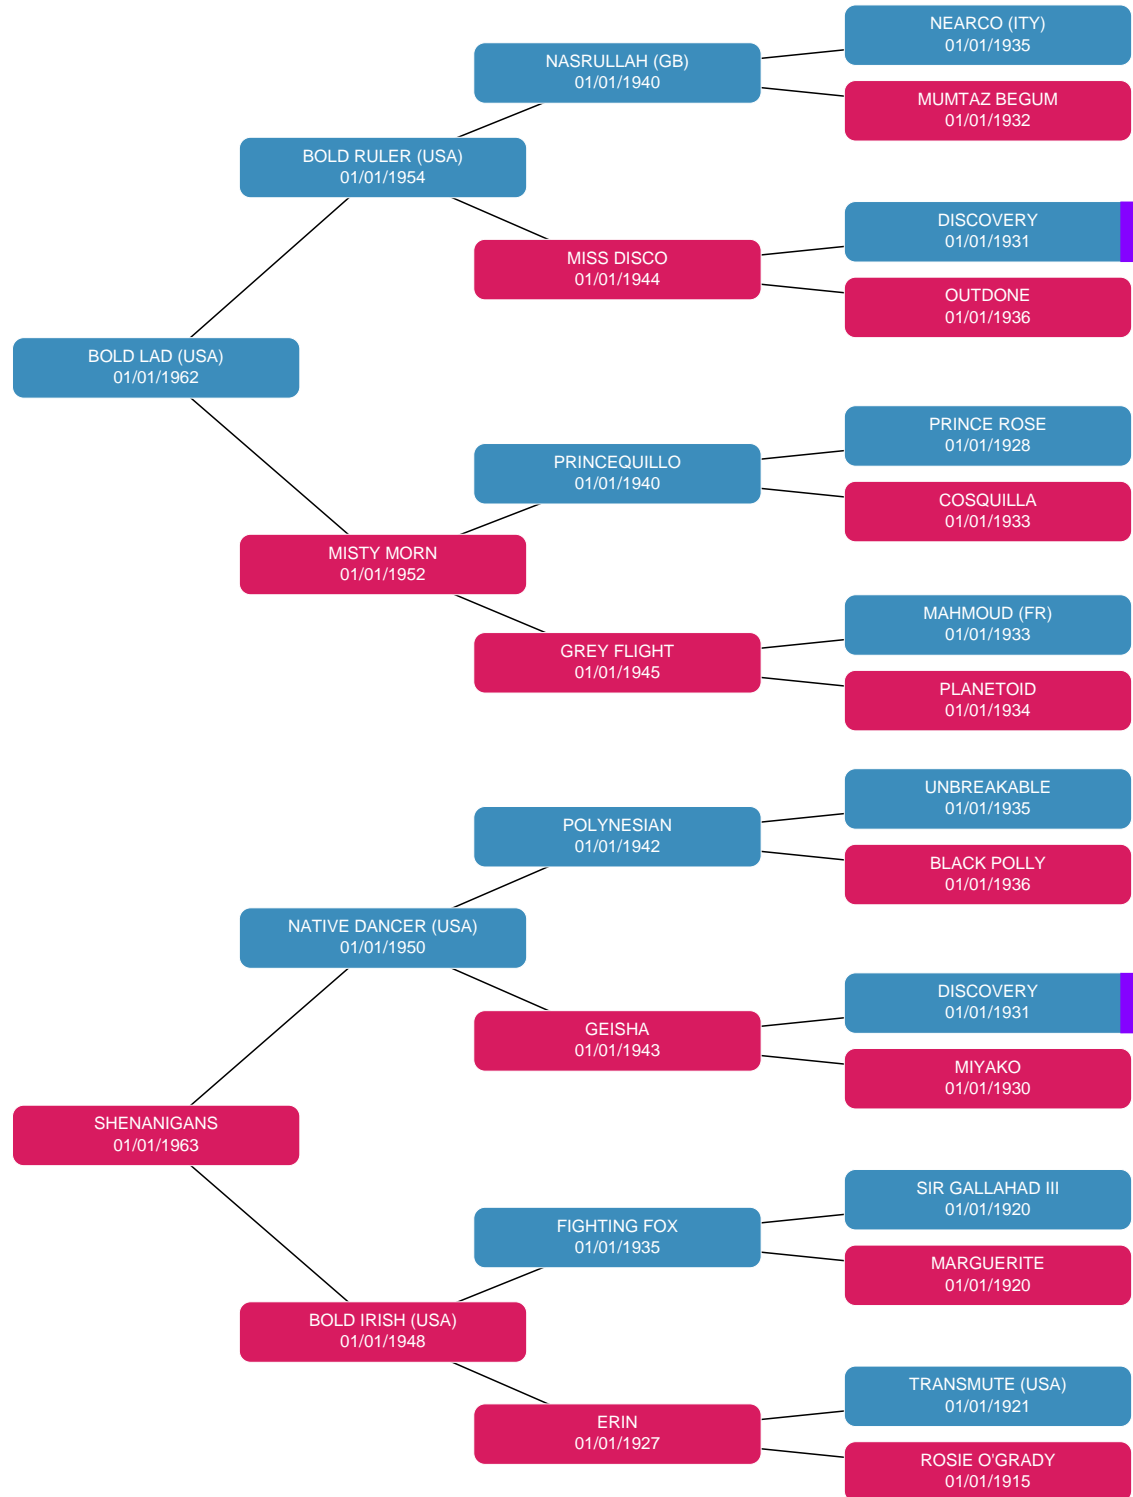 NEARCO (ITY)
01/01/1935
NASRULLAH (GB)
01/01/1940
MUMTAZ BEGUM
01/01/1932
BOLD RULER (USA)
01/01/1954
DISCOVERY
01/01/1931
MISS DISCO
01/01/1944
OUTDONE
01/01/1936
BOLD LAD (USA)
01/01/1962
PRINCE ROSE
01/01/1928
PRINCEQUILLO
01/01/1940
COSQUILLA
01/01/1933
MISTY MORN
01/01/1952
MAHMOUD (FR)
01/01/1933
GREY FLIGHT
01/01/1945
PLANETOID
01/01/1934
UNBREAKABLE
01/01/1935
POLYNESIAN
01/01/1942
BLACK POLLY
01/01/1936
NATIVE DANCER (USA)
01/01/1950
DISCOVERY
01/01/1931
GEISHA
01/01/1943
MIYAKO
01/01/1930
SHENANIGANS
01/01/1963
SIR GALLAHAD III
01/01/1920
FIGHTING FOX
01/01/1935
MARGUERITE
01/01/1920
BOLD IRISH (USA)
01/01/1948
TRANSMUTE (USA)
01/01/1921
ERIN
01/01/1927
ROSIE O'GRADY
01/01/1915